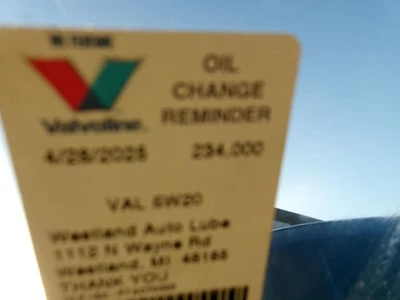 OIL
CHANGE
REMINDER
Valvoline
4/28/2025 234,000
VAL 5W20
Westland Auto Lube
1112 N Wayne Rd
Westland, MI 48185
THANK YOU